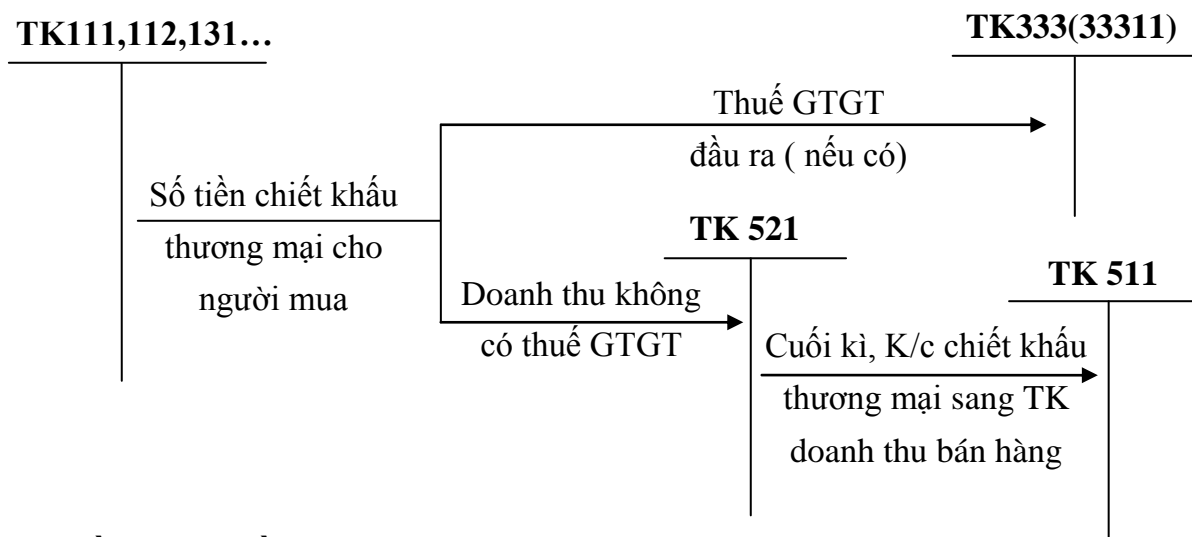 TK111,112,131…
TK333(33311)
Thuế GTGT
đầu ra ( nếu có)
Số tiền chiết khấu
thương mại cho
người mua
TK 521
TK 511
Doanh thu không
có thuế GTGT
Cuối kì, K/c chiết khấu
thương mại sang TK
doanh thu bán hàng